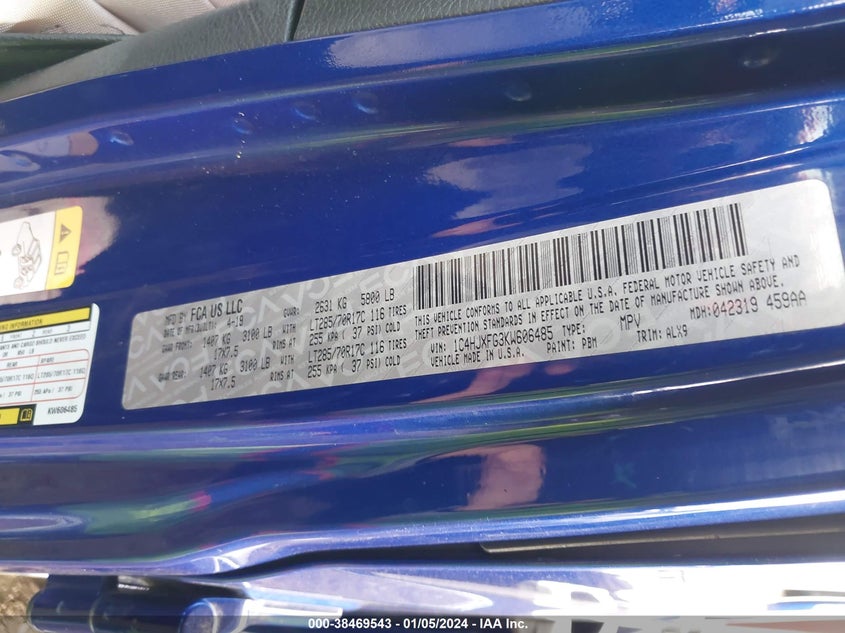 MFD BY FCA US LLC
DATE OF MFR: 4-19 GVWR: 2631 KG 5800 LB
GAWR FRONT: 1407 KG 3100 LB WITH LT285/70R17C 116 TIRES
17X7.5 RIMS AT 255 KPA ( 37 PSI) COLD
GAWR REAR: 1407 KG 3100 LB WITH LT285/70R17C 116 TIRES
17X7.5 RIMS AT 255 KPA ( 37 PSI) COLD
THIS VEHICLE CONFORMS TO ALL APPLICABLE U.S.A. FEDERAL MOTOR VEHICLE SAFETY AND
THEFT PREVENTION STANDARDS IN EFFECT ON THE DATE OF MANUFACTURE SHOWN ABOVE.
VIN: 1C4HJXFG3KW606485 TYPE: MPV MDH: 042319 459AA
VEHICLE MADE IN U.S.A. PAINT: PBM TRIM: ALX9
KW606485
000-38469543 - 01/05/2024 - IAA Inc.